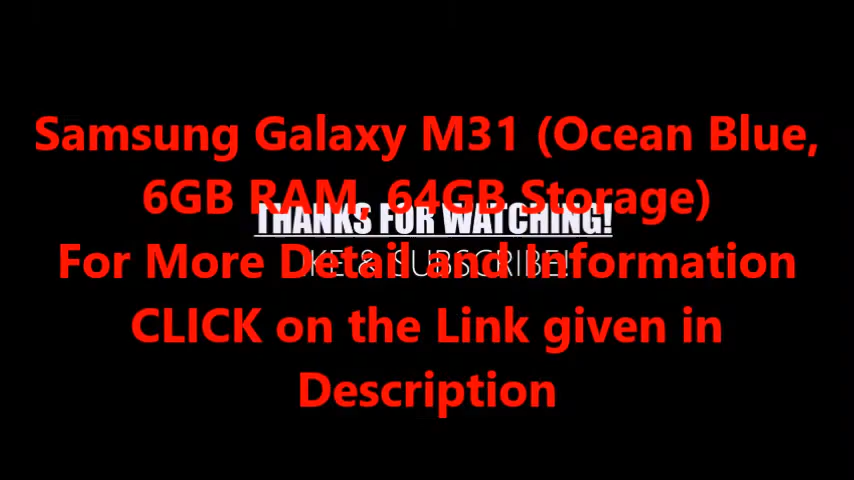 Samsung Galaxy M31 (Ocean Blue,
6GB RAM, 64GB Storage)
THANKS FOR WATCHING!
For More Detail and Information
& SUBSCRIBE!
CLICK on the Link given in
Description